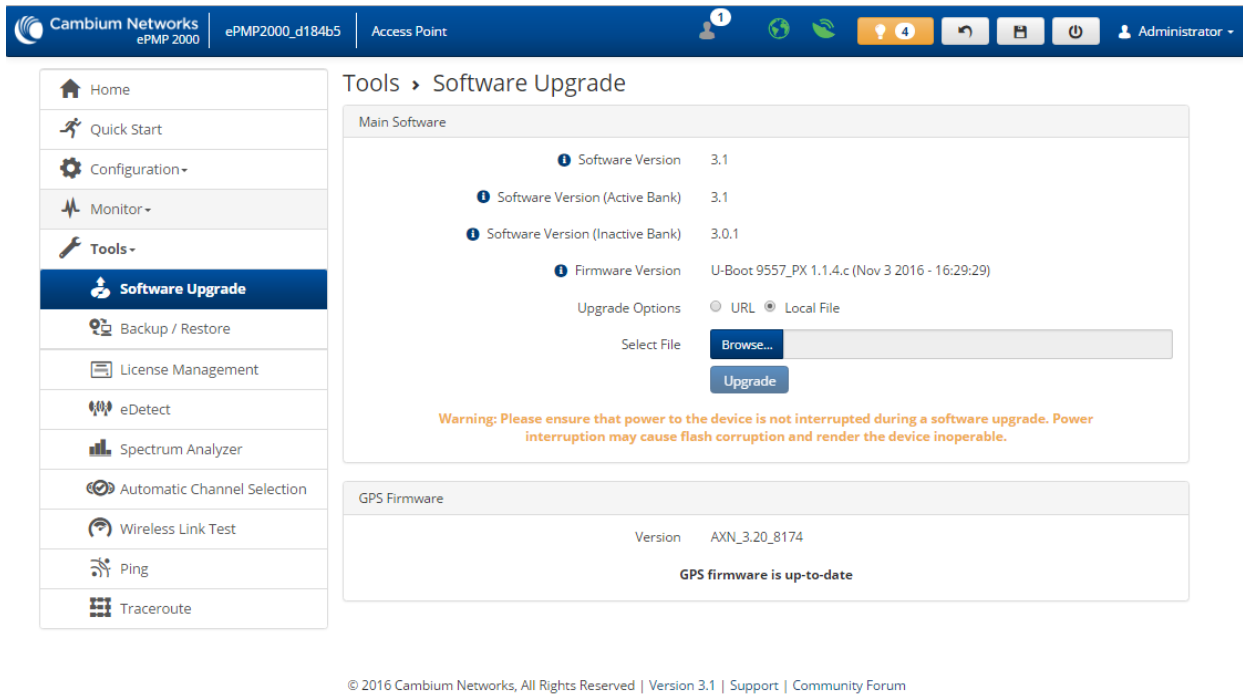 Cambium Networks
ePMP 2000
ePMP2000_d184b5
Access Point
1
4
Administrator
Home
Quick Start
Configuration
Monitor
Tools
Software Upgrade
Backup / Restore
License Management
eDetect
Spectrum Analyzer
Automatic Channel Selection
Wireless Link Test
Ping
Traceroute
Tools › Software Upgrade
Main Software
Software Version 3.1
Software Version (Active Bank) 3.1
Software Version (Inactive Bank) 3.0.1
Firmware Version U-Boot 9557_PX 1.1.4.c (Nov 3 2016 - 16:29:29)
Upgrade Options URL Local File
Select File Browse...
Upgrade
Warning: Please ensure that power to the device is not interrupted during a software upgrade. Power
interruption may cause flash corruption and render the device inoperable.
GPS Firmware
Version AXN_3.20_8174
GPS firmware is up-to-date
© 2016 Cambium Networks, All Rights Reserved | Version 3.1 | Support | Community Forum